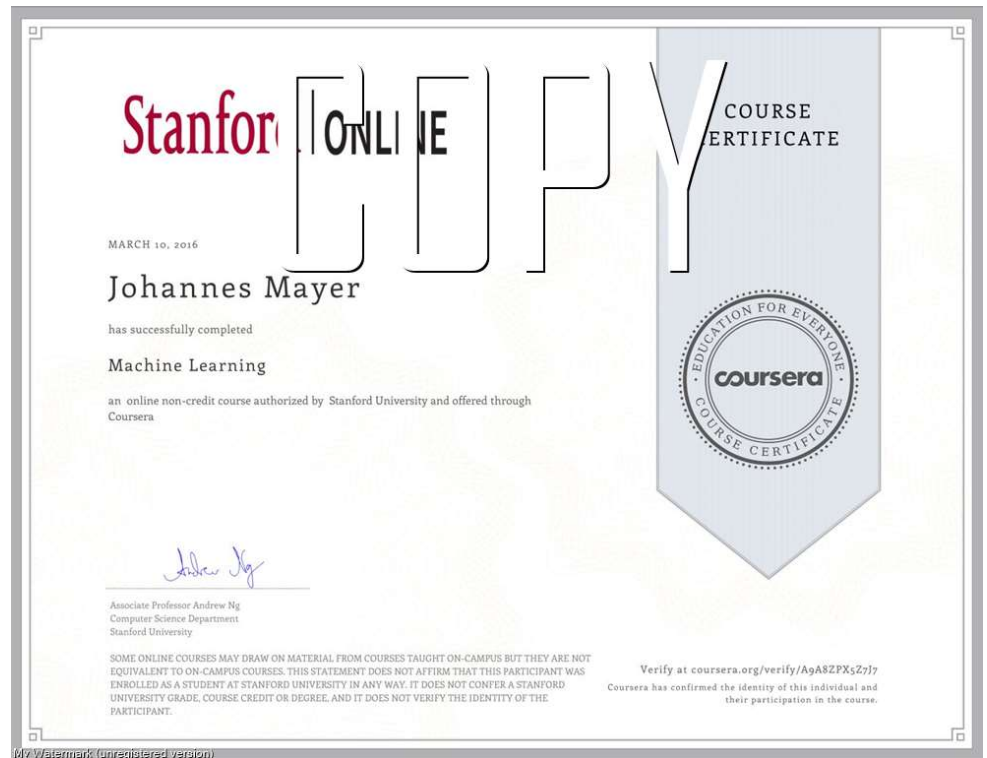 COPY
Stanford | ONLINE
COURSE
CERTIFICATE
MARCH 10, 2016
Johannes Mayer
has successfully completed
Machine Learning
an online non-credit course authorized by Stanford University and offered through
Coursera
EDUCATION FOR EVERYONE
coursera
COURSE CERTIFICATE
Andrew Ng
Associate Professor Andrew Ng
Computer Science Department
Stanford University
SOME ONLINE COURSES MAY DRAW ON MATERIAL FROM COURSES TAUGHT ON-CAMPUS BUT THEY ARE NOT
EQUIVALENT TO ON-CAMPUS COURSES. THIS STATEMENT DOES NOT AFFIRM THAT THIS PARTICIPANT WAS
ENROLLED AS A STUDENT AT STANFORD UNIVERSITY IN ANY WAY. IT DOES NOT CONFER A STANFORD
UNIVERSITY GRADE, COURSE CREDIT OR DEGREE, AND IT DOES NOT VERIFY THE IDENTITY OF THE
PARTICIPANT.
Verify at coursera.org/verify/A9A8ZPX5Z7J7
Coursera has confirmed the identity of this individual and
their participation in the course.
My Watermark (unregistered version)